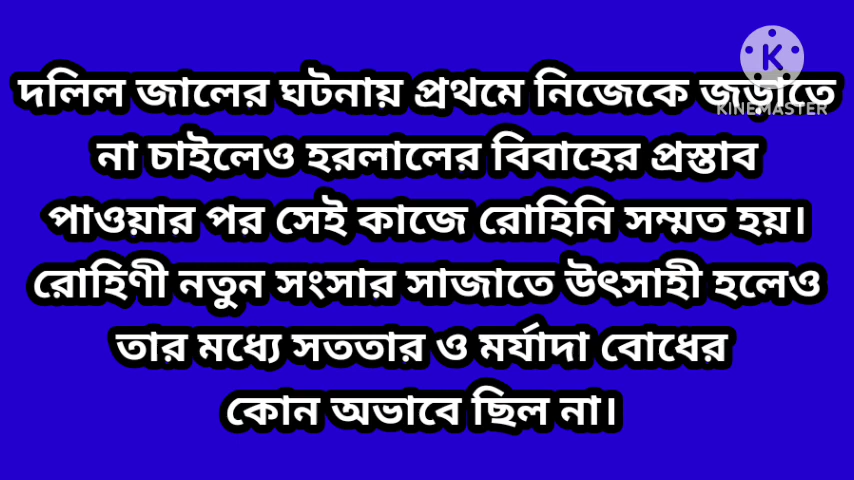 দলিল জালের ঘটনায় প্রথমে নিজেকে জড়াতে
না চাইলেও হরলালের বিবাহের প্রস্তাব
পাওয়ার পর সেই কাজে রোহিনি সম্মত হয়।
রোহিণী নতুন সংসার সাজাতে উৎসাহী হলেও
তার মধ্যে সততার ও মর্যাদা বোধের
কোন অভাবে ছিল না।
K
KINEMASTER